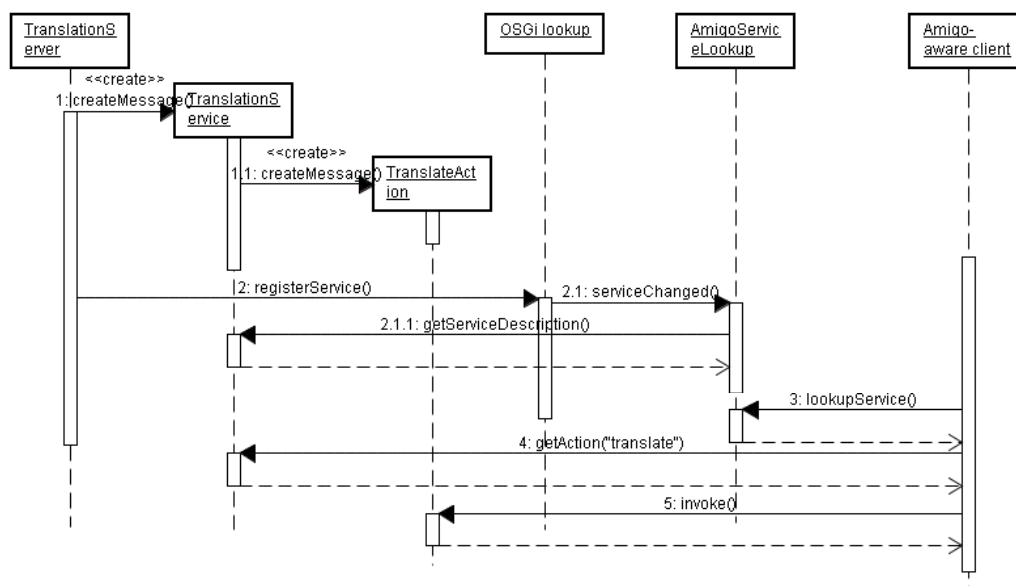 TranslationS
erver
OSGi lookup
AmigoServic
eLookup
Amigo-
aware client
<<create>>
1: createMessage()
TranslationS
ervice
<<create>>
1.1: createMessage()
TranslateAct
ion
2: registerService()
2.1: serviceChanged()
2.1.1: getServiceDescription()
3: lookupService()
4: getAction("translate")
5: invoke()